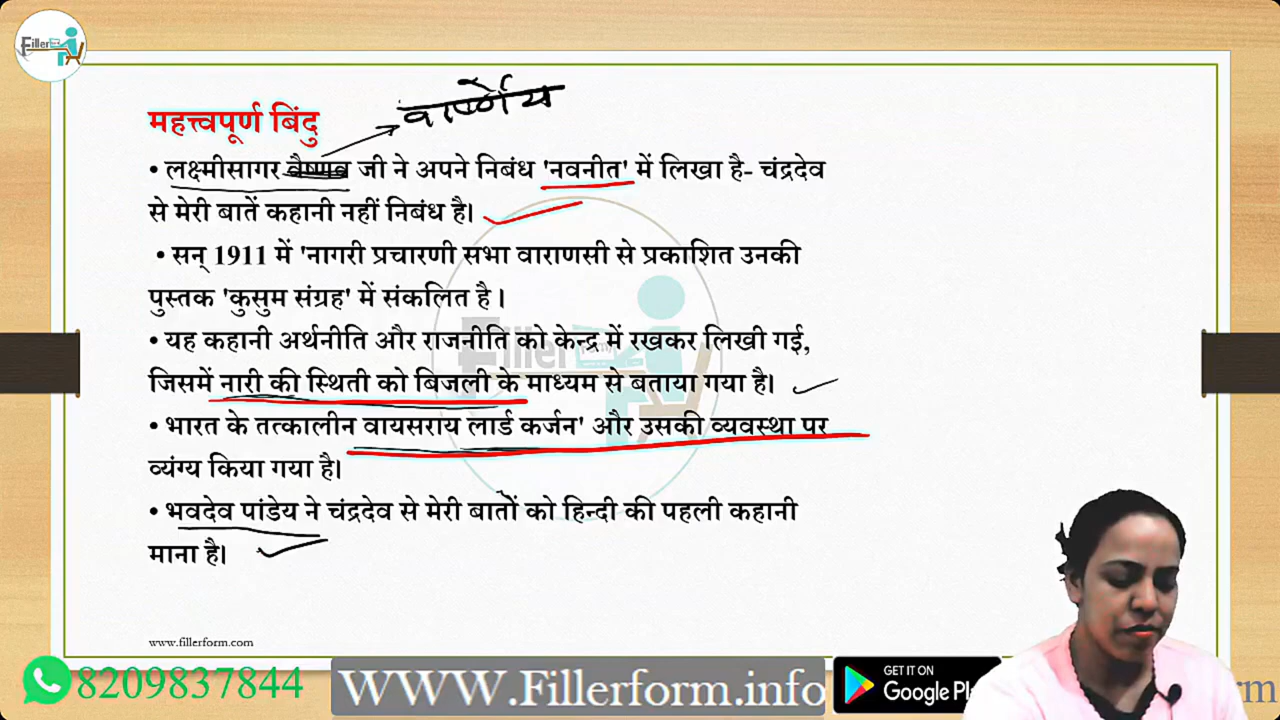 Filler
वार्ष्णेय
महत्त्वपूर्ण बिंदु
• लक्ष्मीसागर वैष्णव जी ने अपने निबंध 'नवनीत' में लिखा है- चंद्रदेव
से मेरी बातें कहानी नहीं निबंध है।
• सन् 1911 में 'नागरी प्रचारणी सभा वाराणसी से प्रकाशित उनकी
पुस्तक 'कुसुम संग्रह' में संकलित है ।
• यह कहानी अर्थनीति और राजनीति को केन्द्र में रखकर लिखी गई,
जिसमें नारी की स्थिती को बिजली के माध्यम से बताया गया है।
• भारत के तत्कालीन वायसराय लार्ड कर्जन' और उसकी व्यवस्था पर
व्यंग्य किया गया है।
• भवदेव पांडेय ने चंद्रदेव से मेरी बातों को हिन्दी की पहली कहानी
माना है।
www.fillerform.com
8209837844
WWW.Fillerform.info
GET IT ON
Google Pl
rm